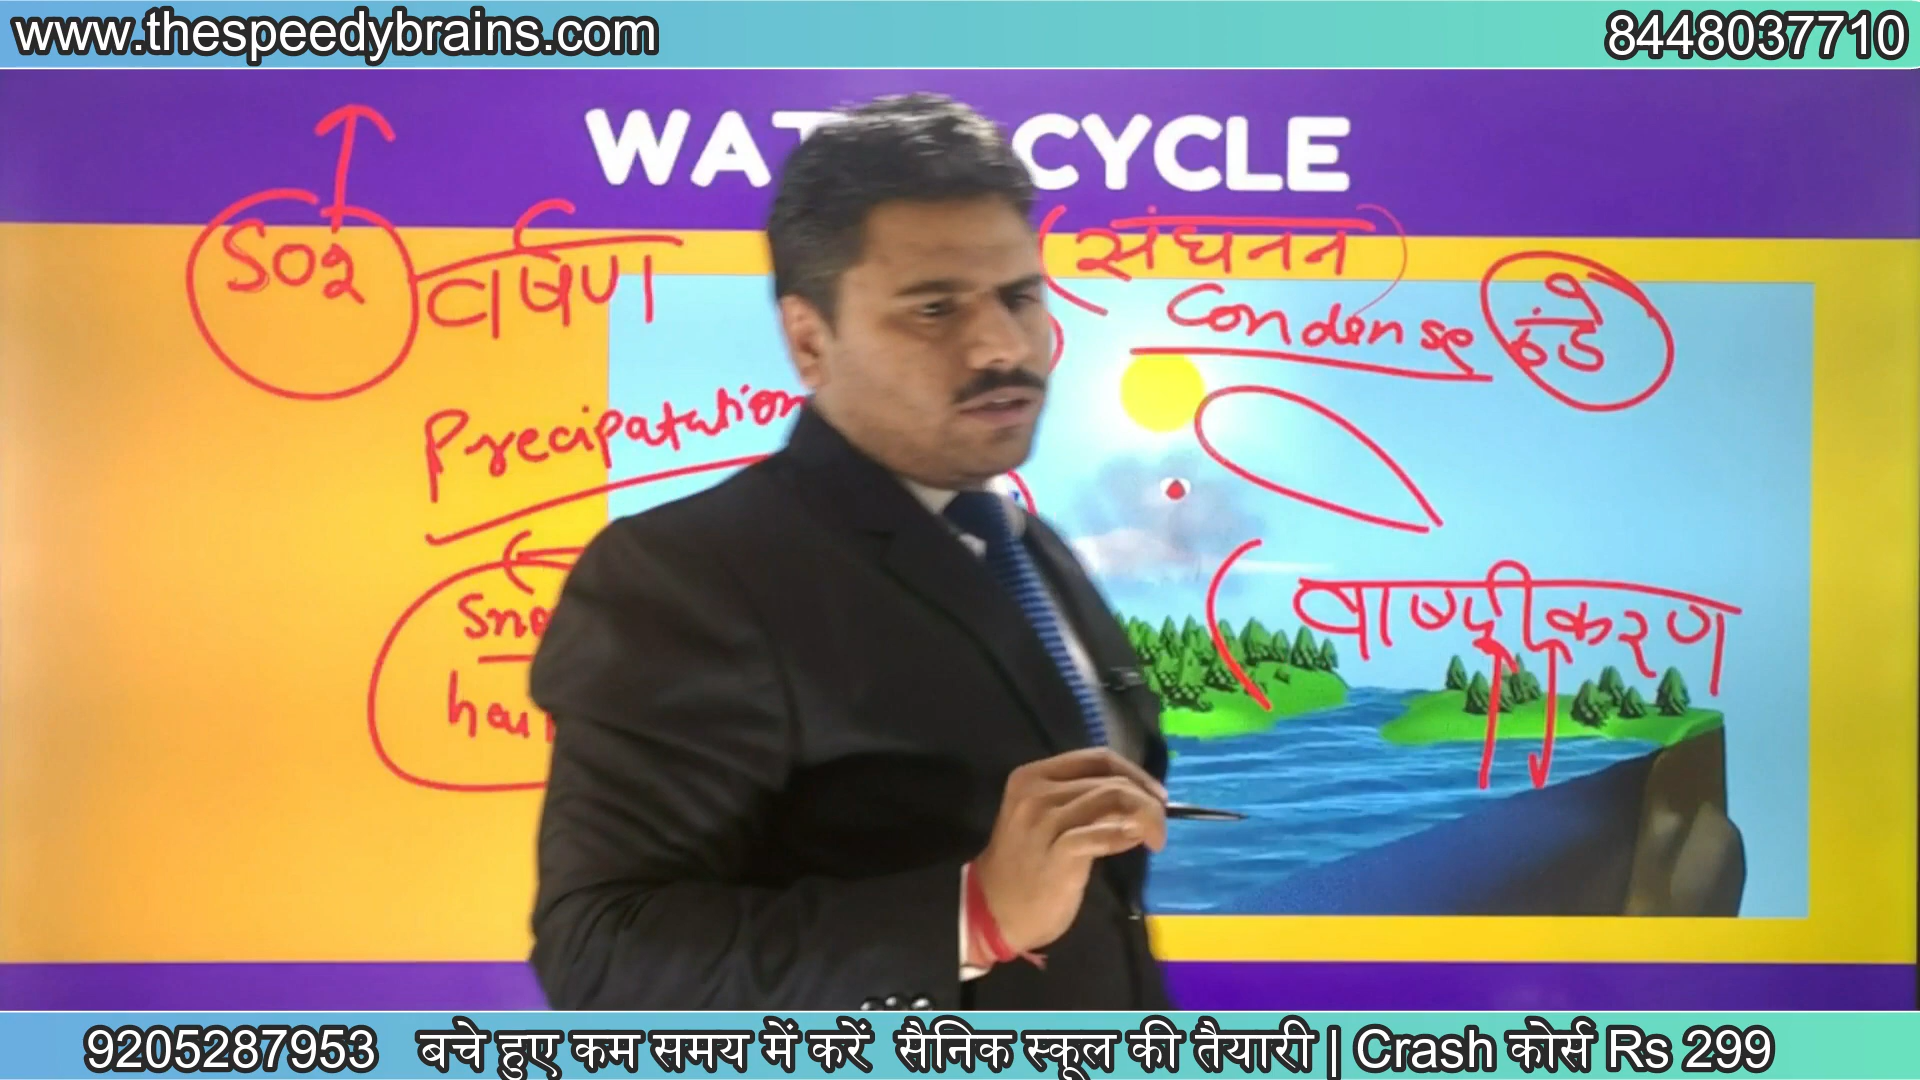 www.thespeedybrains.com 8448037710
WAT CYCLE
SO2 वर्षण
संघनन
Condense ठंडे
Precipatation
वाष्पीकरण
9205287953 बचे हुए कम समय में करें सैनिक स्कूल की तैयारी | Crash कोर्स Rs 299